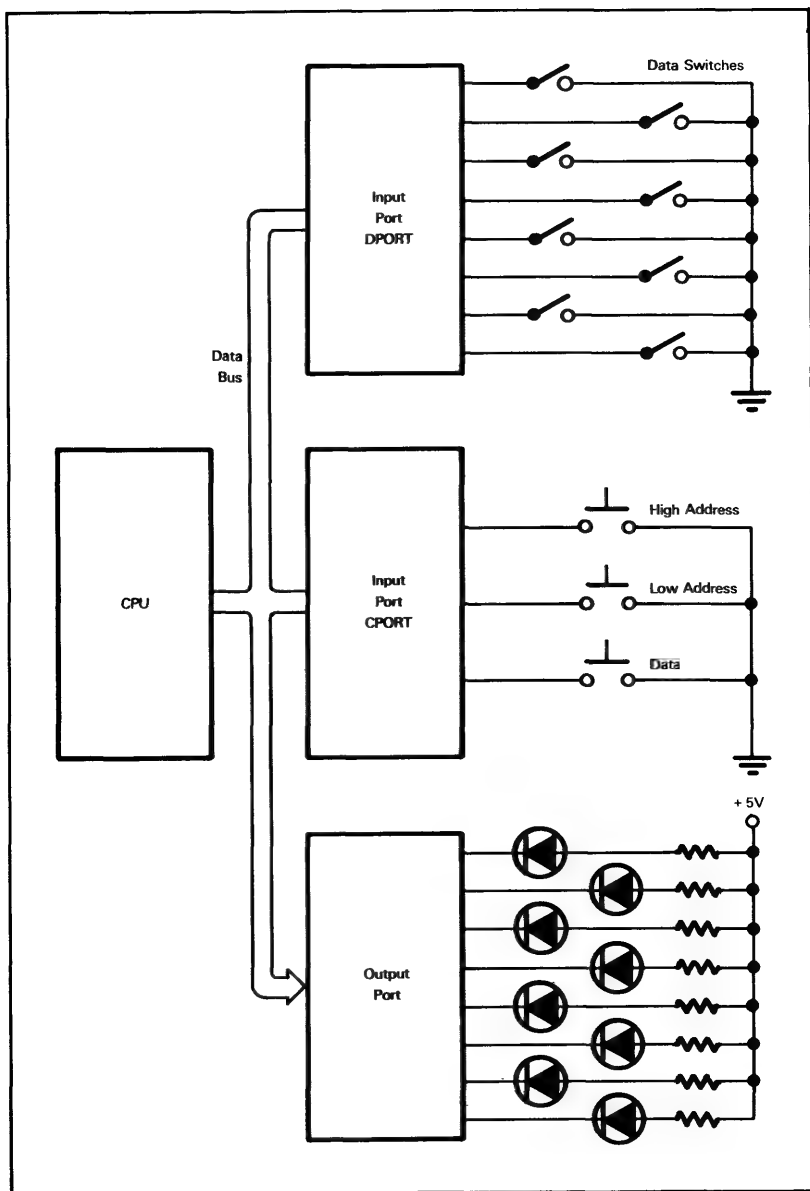 Data Switches
Input
Port
DPORT
Data
Bus
CPU
Input
Port
CPORT
High Address
Low Address
Data
+ 5V
Output
Port